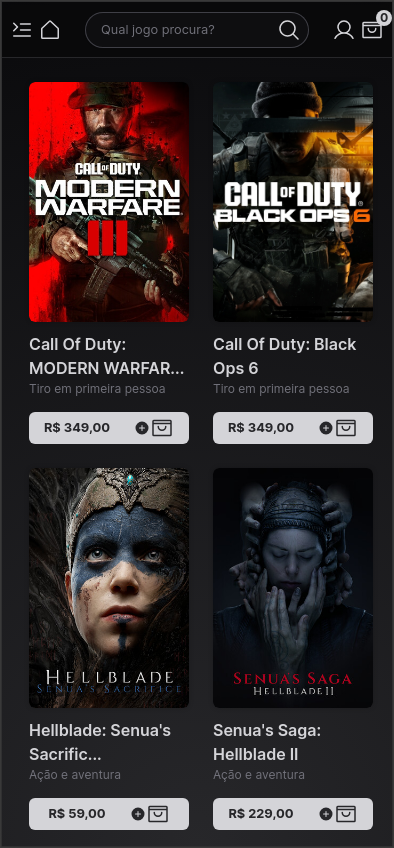 Qual jogo procura?
0
CALL OF DUTY
MODERN
WARFARE
III
CALL OF DUTY®
BLACK OPS 6
Call Of Duty:
MODERN WARFAR...
Tiro em primeira pessoa
R$ 349,00
Call Of Duty: Black
Ops 6
Tiro em primeira pessoa
R$ 349,00
HELLBLADE
SENUA'S SACRIFICE
SENUA'S SAGA
HELLBLADE II
Hellblade: Senua's
Sacrific...
Ação e aventura
R$ 59,00
Senua's Saga:
Hellblade II
Ação e aventura
R$ 229,00